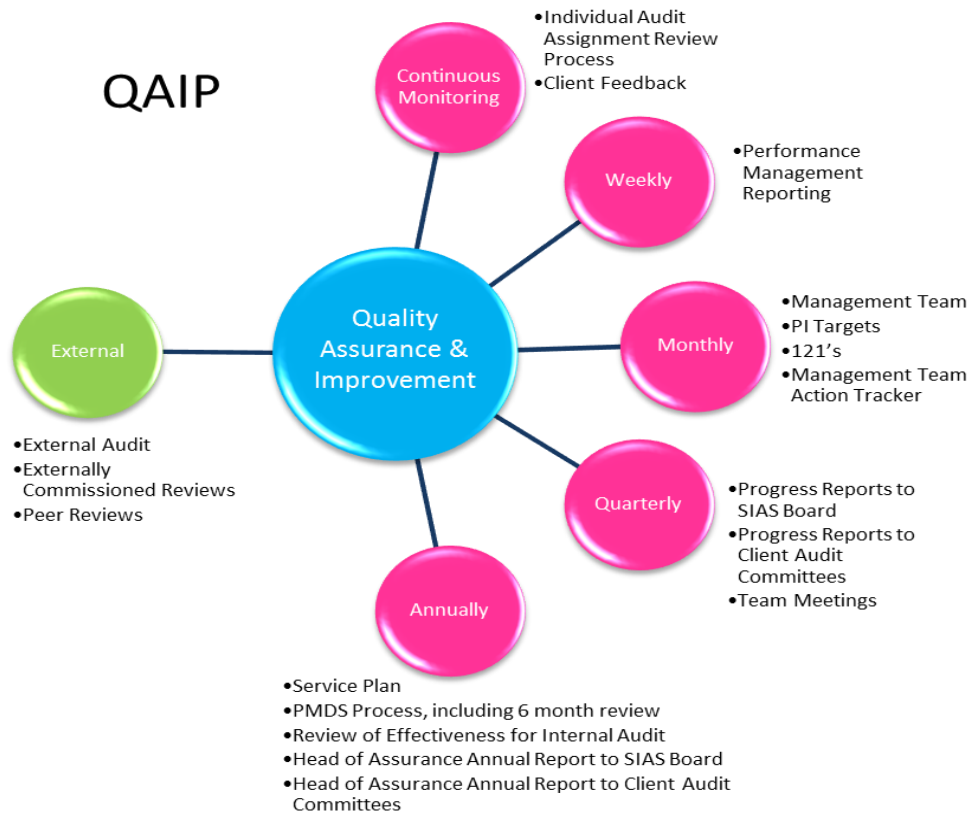 QAIP
Continuous
Monitoring
•Individual Audit
Assignment Review
Process
•Client Feedback
Weekly
•Performance
Management
Reporting
Quality
Assurance &
Improvement
Monthly
•Management Team
•PI Targets
•121’s
•Management Team
Action Tracker
External
•External Audit
•Externally
Commissioned Reviews
•Peer Reviews
Quarterly
•Progress Reports to
SIAS Board
•Progress Reports to
Client Audit
Committees
•Team Meetings
Annually
•Service Plan
•PMDS Process, including 6 month review
•Review of Effectiveness for Internal Audit
•Head of Assurance Annual Report to SIAS Board
•Head of Assurance Annual Report to Client Audit
Committees